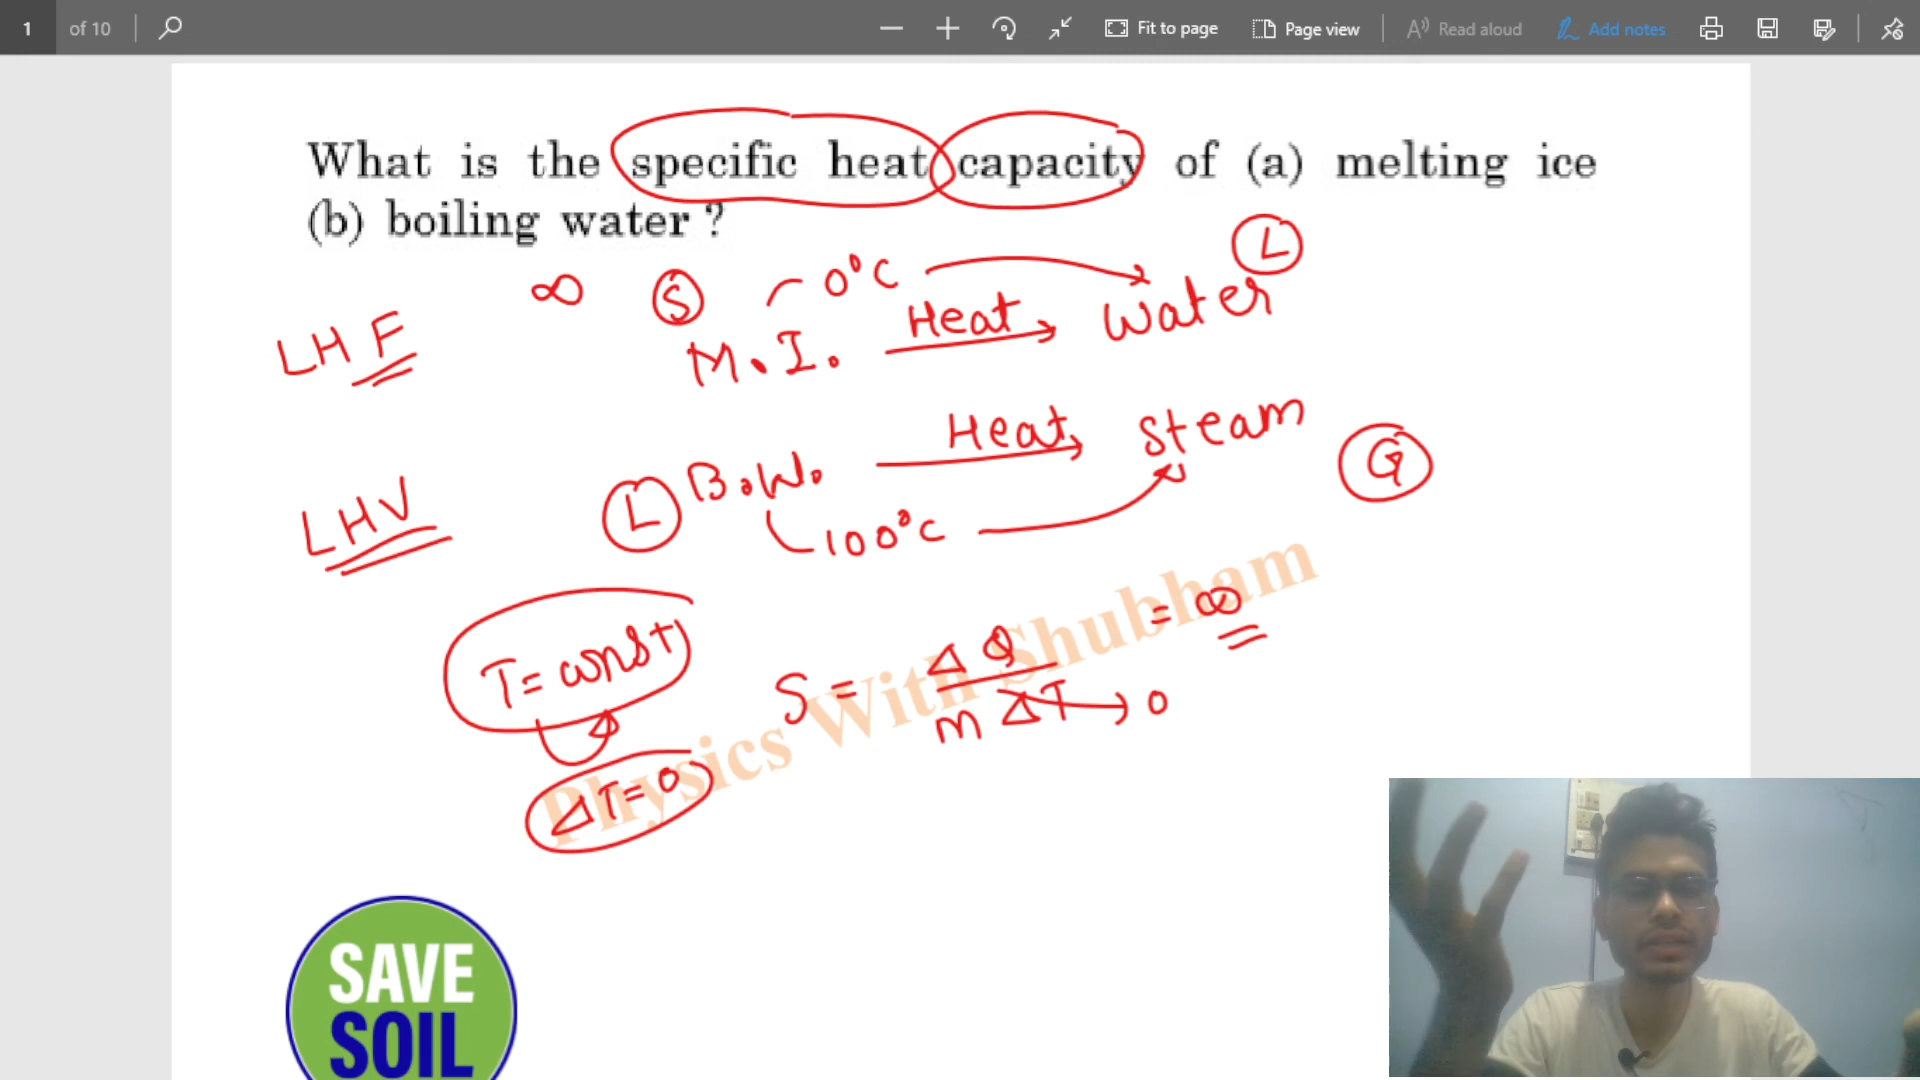 1 of 10 Fit to page Page view Read aloud Add notes
What is the specific heat capacity of (a) melting ice
(b) boiling water ?
∞ S 0°C L
LHF M.I. Heat Water
L B.W. Heat steam G
LHV 100°C
T = const
S = ΔQ / m ΔT → 0 = ∞
ΔT = 0
Physics With Shubham
SAVE
SOIL